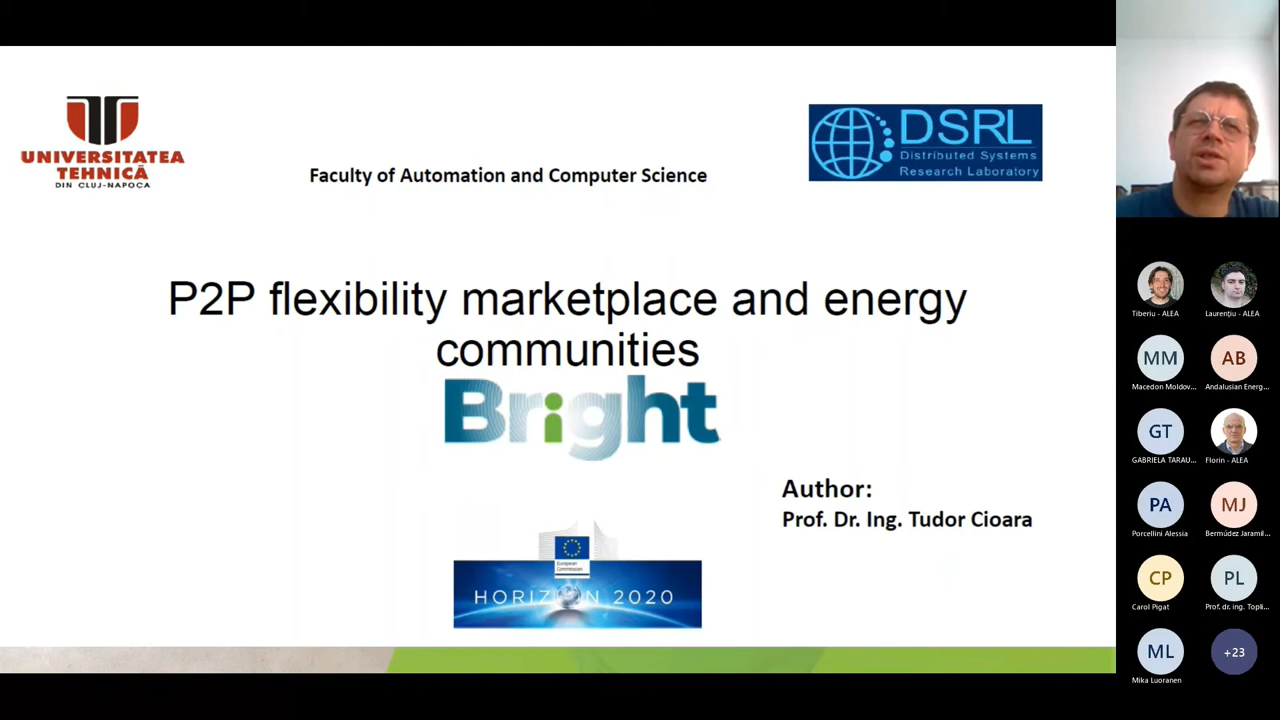 UNIVERSITATEA
TEHNICĂ
DIN CLUJ-NAPOCA
Faculty of Automation and Computer Science
DSRL
Distributed Systems
Research Laboratory
P2P flexibility marketplace and energy
communities
Bright
Author:
Prof. Dr. Ing. Tudor Cioara
European
Commission
HORIZON 2020
Tiberiu - ALEA
Laurențiu - ALEA
MM
Macedon Moldov...
AB
Andalusian Energ...
GT
GABRIELA TARAU...
Florin - ALEA
PA
Porcellini Alessia
MJ
Bermúdez Jaramil...
CP
Carol Pigat
PL
Prof. dr. ing. Topli...
ML
Mika Luoranen
+23